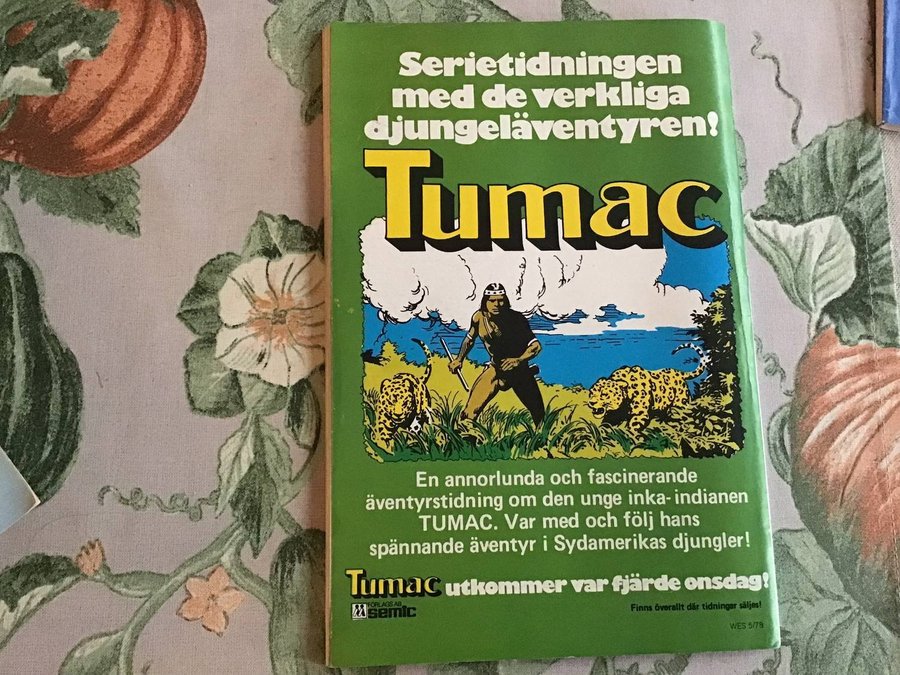 Serietidningen
med de verkliga
djungeläventyren!
Tumac
En annorlunda och fascinerande
äventyrstidning om den unge inka-indianen
TUMAC. Var med och följ hans
spännande äventyr i Sydamerikas djungler!
Tumac utkommer var fjärde onsdag!
FÖRLAGS AB
semic
Finns överallt där tidningar säljes!
WES 5/78